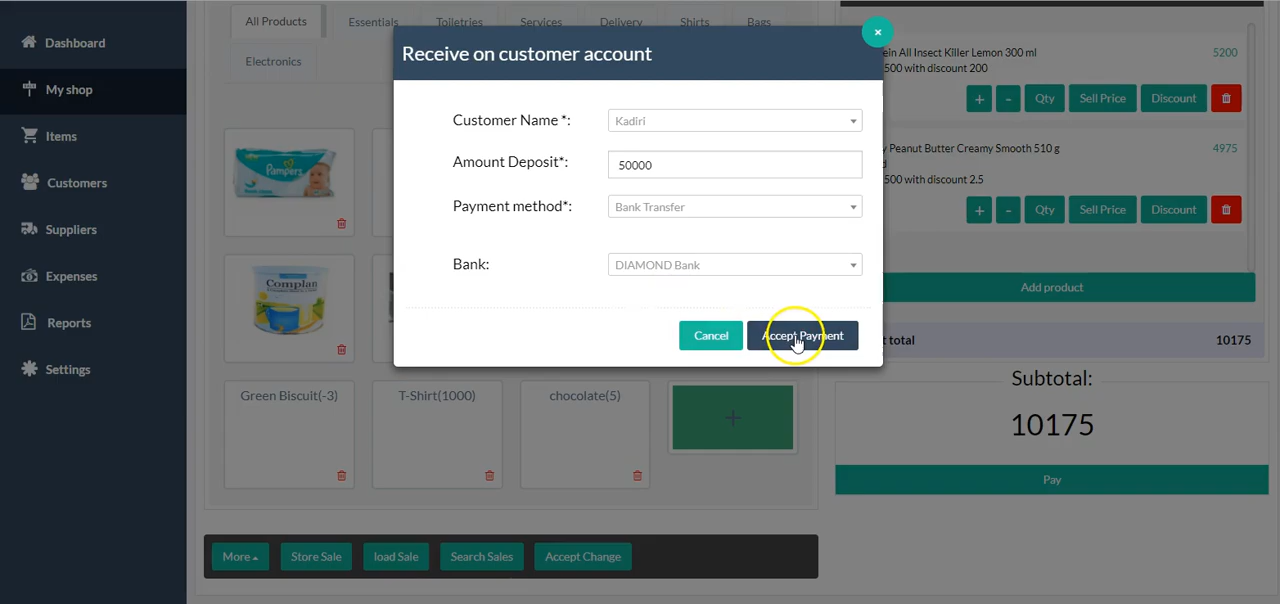 Dashboard
My shop
Items
Customers
Suppliers
Expenses
Reports
Settings
All Products
Essentials
Toiletries
Services
Delivery
Shirts
Bags
Electronics
Receive on customer account
×
Customer Name *:
Kadiri
Amount Deposit*:
50000
Payment method*:
Bank Transfer
Bank:
DIAMOND Bank
Cancel
Accept Payment
Pampers
Complan
Green Biscuit(-3)
T-Shirt(1000)
chocolate(5)
+
More
Store Sale
load Sale
Search Sales
Accept Change
All Insect Killer Lemon 300 ml
5200
500 with discount 200
+
-
Qty
Sell Price
Discount
Peanut Butter Creamy Smooth 510 g
4975
500 with discount 2.5
+
-
Qty
Sell Price
Discount
Add product
total
10175
Subtotal:
10175
Pay